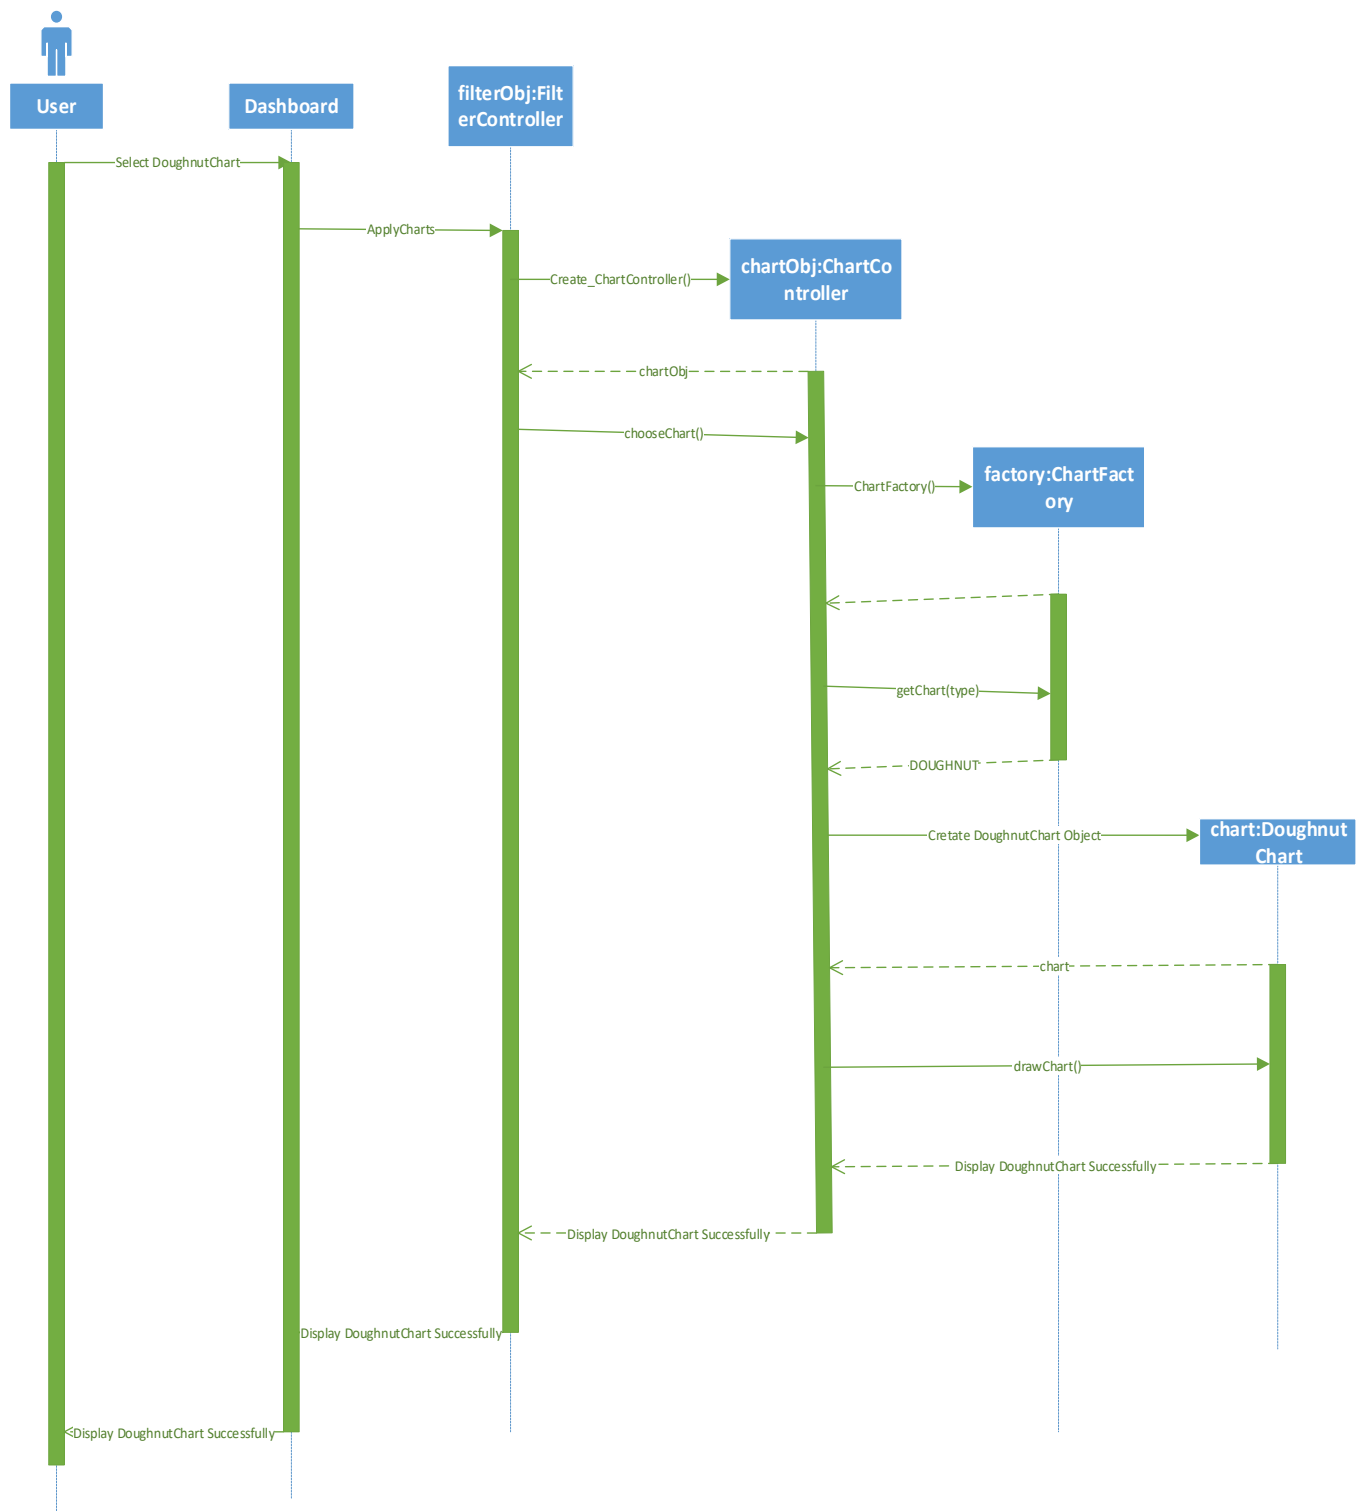 User
Dashboard
filterObj:Filt
erController
Select DoughnutChart
ApplyCharts
chartObj:ChartCo
ntroller
Create_ChartController()
chartObj
chooseChart()
factory:ChartFact
ory
ChartFactory()
getChart(type)
DOUGHNUT
Cretate DoughnutChart Object
chart:Doughnut
Chart
chart
drawChart()
Display DoughnutChart Successfully
Display DoughnutChart Successfully
Display DoughnutChart Successfully
Display DoughnutChart Successfully